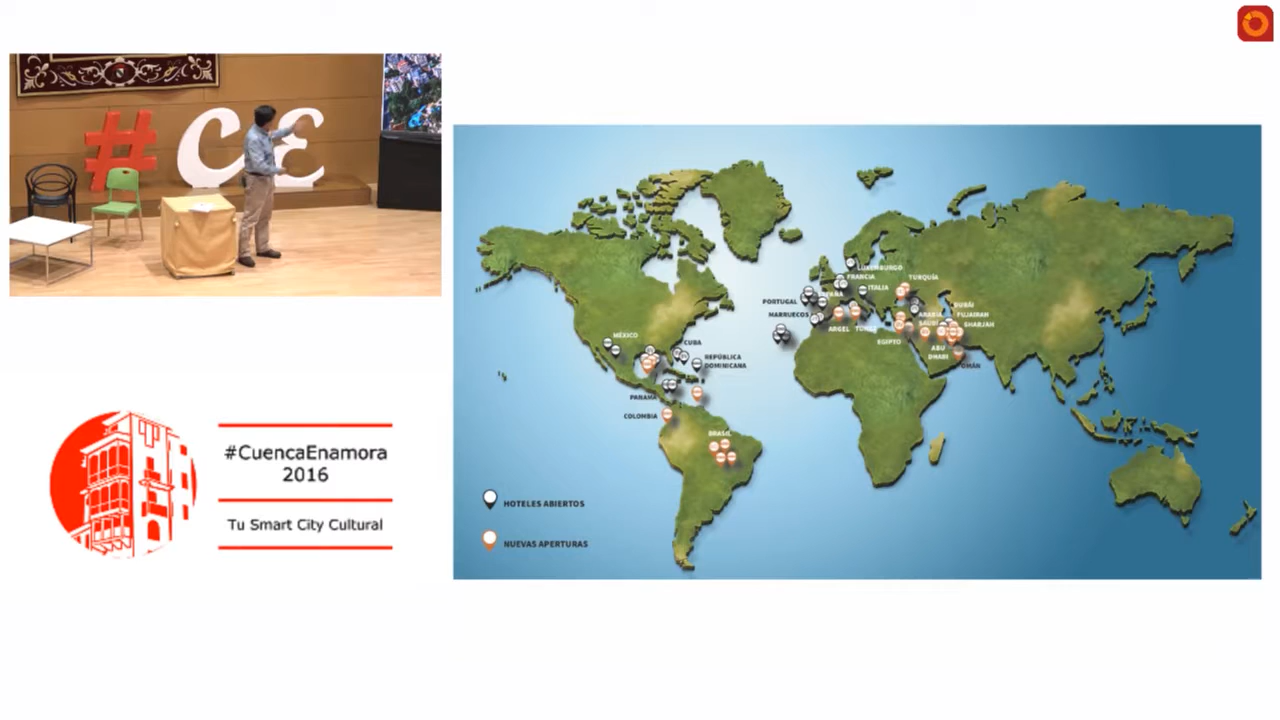 #CE
#CuencaEnamora
2016
Tu Smart City Cultural
LUXEMBURGO
FRANCIA
TURQUÍA
ITALIA
PORTUGAL
MARRUECOS
ARGEL
EGIPTO
DUBÁI
ARABIA
SAUDÍ
FUJAIRAH
SHARJAH
ABU
DHABI
OMÁN
MÉXICO
CUBA
REPÚBLICA
DOMINICANA
PANAMÁ
COLOMBIA
BRASIL
HOTELES ABIERTOS
NUEVAS APERTURAS